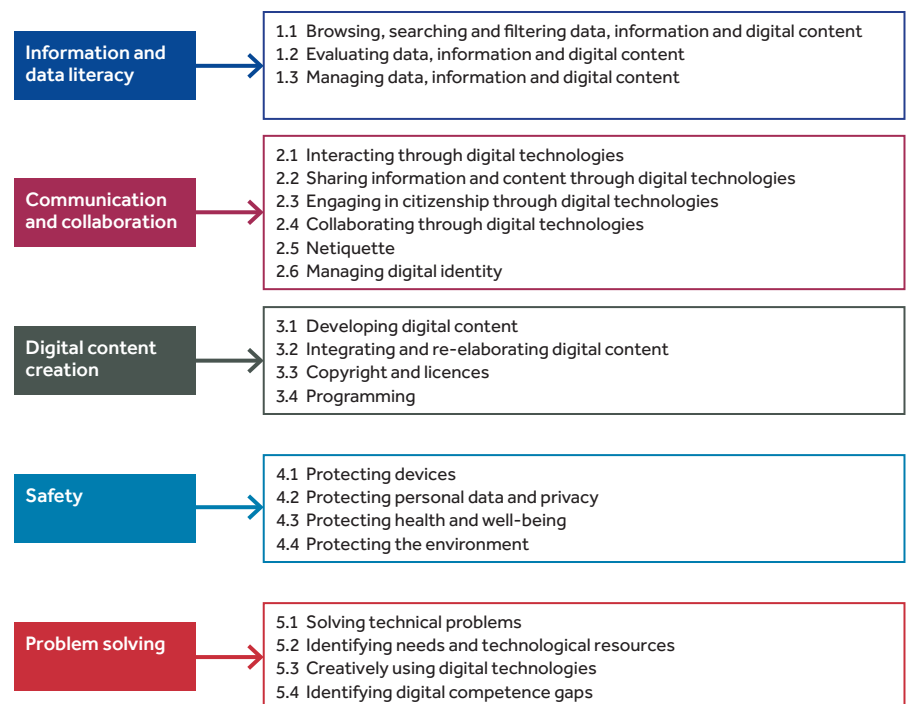 Information and
data literacy
1.1 Browsing, searching and filtering data, information and digital content
1.2 Evaluating data, information and digital content
1.3 Managing data, information and digital content
Communication
and collaboration
2.1 Interacting through digital technologies
2.2 Sharing information and content through digital technologies
2.3 Engaging in citizenship through digital technologies
2.4 Collaborating through digital technologies
2.5 Netiquette
2.6 Managing digital identity
Digital content
creation
3.1 Developing digital content
3.2 Integrating and re-elaborating digital content
3.3 Copyright and licences
3.4 Programming
Safety
4.1 Protecting devices
4.2 Protecting personal data and privacy
4.3 Protecting health and well-being
4.4 Protecting the environment
Problem solving
5.1 Solving technical problems
5.2 Identifying needs and technological resources
5.3 Creatively using digital technologies
5.4 Identifying digital competence gaps